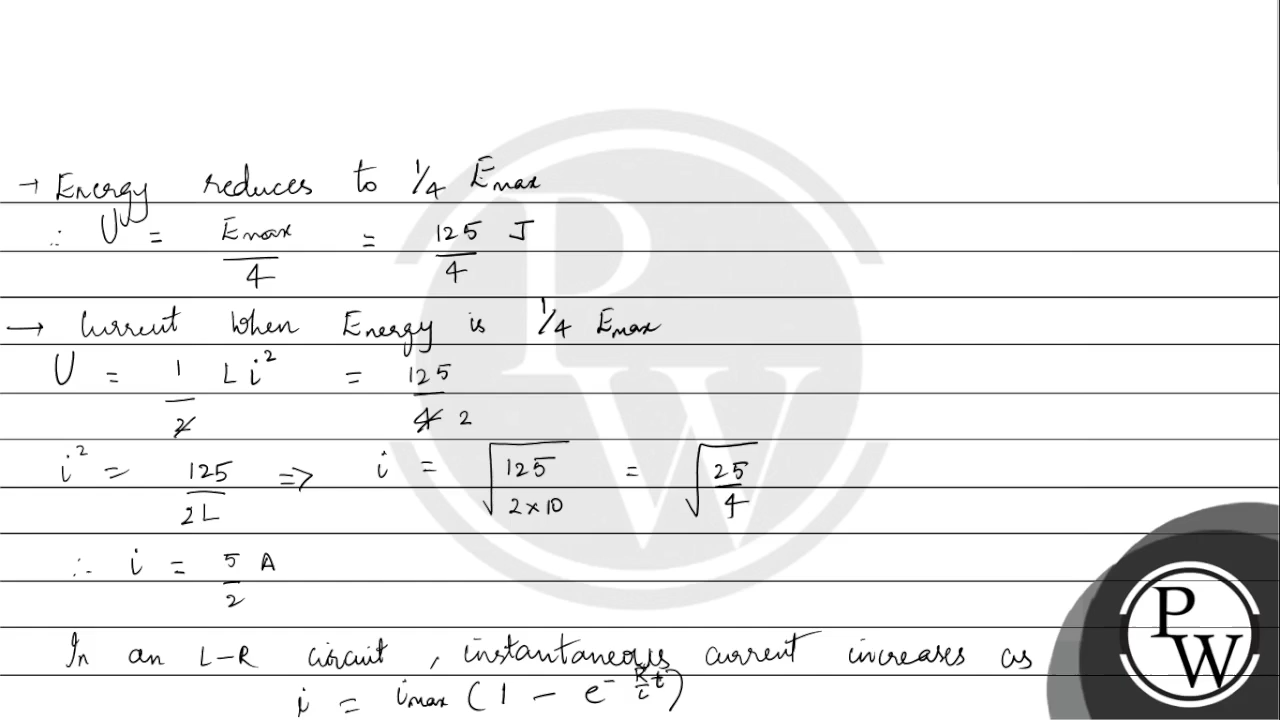 → Energy reduces to 1/4 Emax
∴ U = Emax/4 = 125/4 J
→ Current when Energy is 1/4 Emax
U = 1/2 Li² = 125/4 2
i² = 125/2L => i = √125/2×10 = √25/4
∴ i = 5/2 A
In an L-R circuit, instantaneous current increases as
i = imax (1 - e^-R/L t)
P
W